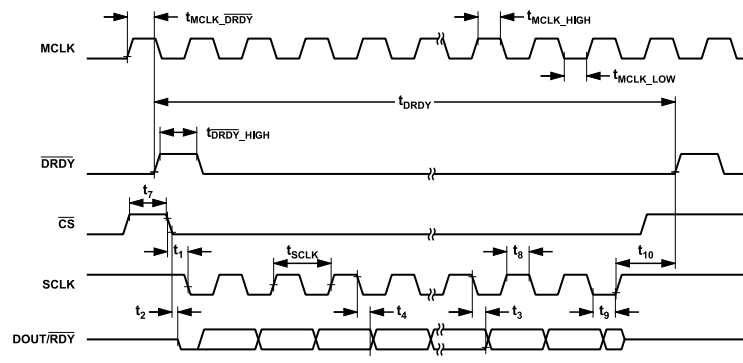 tMCLK_DRDY
tMCLK_HIGH
MCLK
tMCLK_LOW
tDRDY
tDRDY_HIGH
DRDY
t7
CS
t1
tSCLK
t8
t10
SCLK
t2
t4
t3
t9
DOUT/RDY